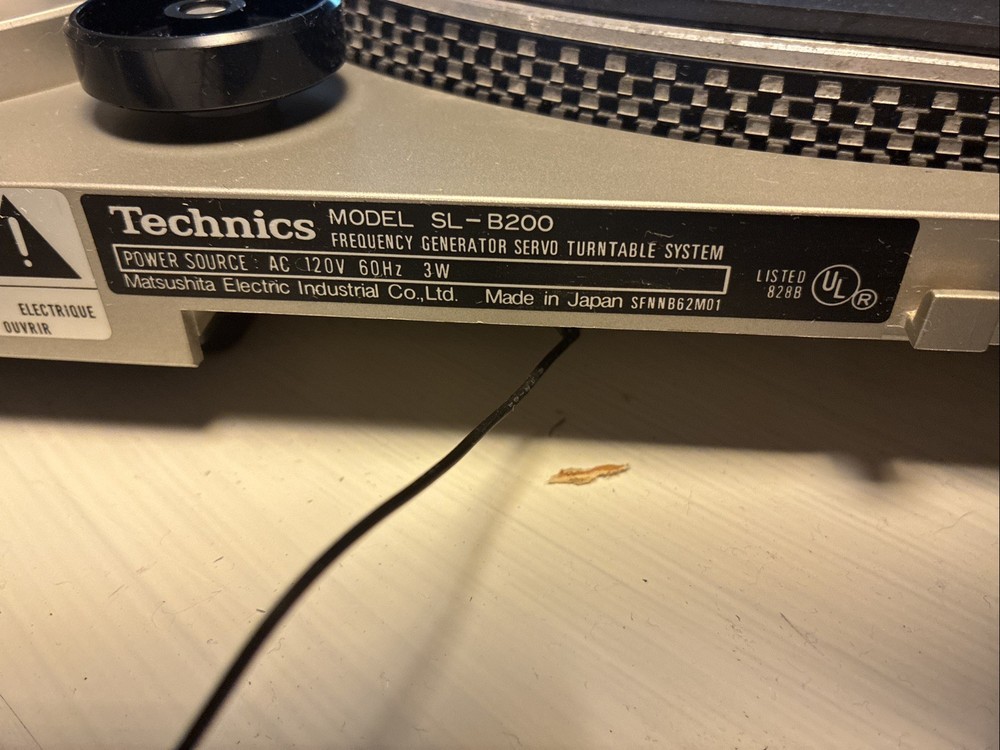 Technics MODEL SL-B200
FREQUENCY GENERATOR SERVO TURNTABLE SYSTEM
POWER SOURCE : AC 120V 60Hz 3W
Matsushita Electric Industrial Co.,Ltd. Made in Japan SFNNB62M01
LISTED
828B
UL
R
!
ELECTRIQUE
OUVRIR